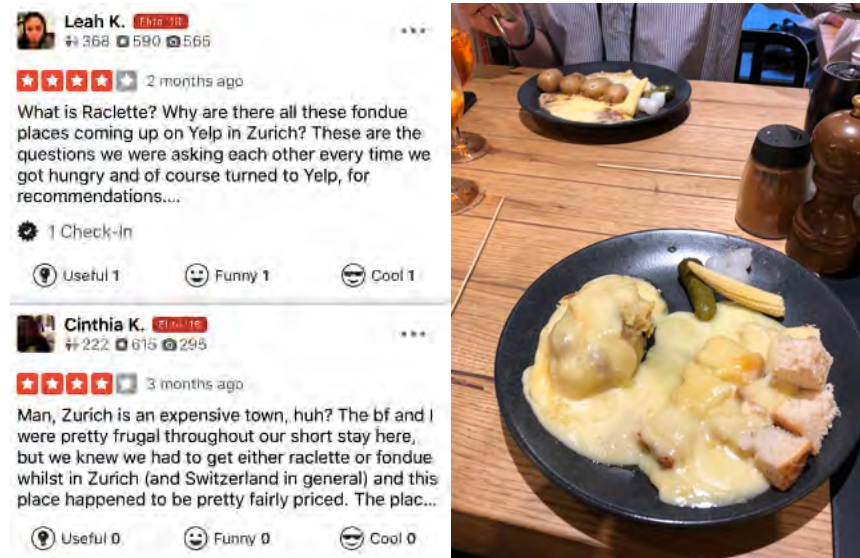 Leah K. Elite '18
368 590 565
2 months ago
What is Raclette? Why are there all these fondue
places coming up on Yelp in Zurich? These are the
questions we were asking each other every time we
got hungry and of course turned to Yelp, for
recommendations....
1 Check-in
Useful 1 Funny 1 Cool 1
Cinthia K. Elite '18
222 615 295
3 months ago
Man, Zurich is an expensive town, huh? The bf and I
were pretty frugal throughout our short stay here,
but we knew we had to get either raclette or fondue
whilst in Zurich (and Switzerland in general) and this
place happened to be pretty fairly priced. The plac...
Useful 0 Funny 0 Cool 0